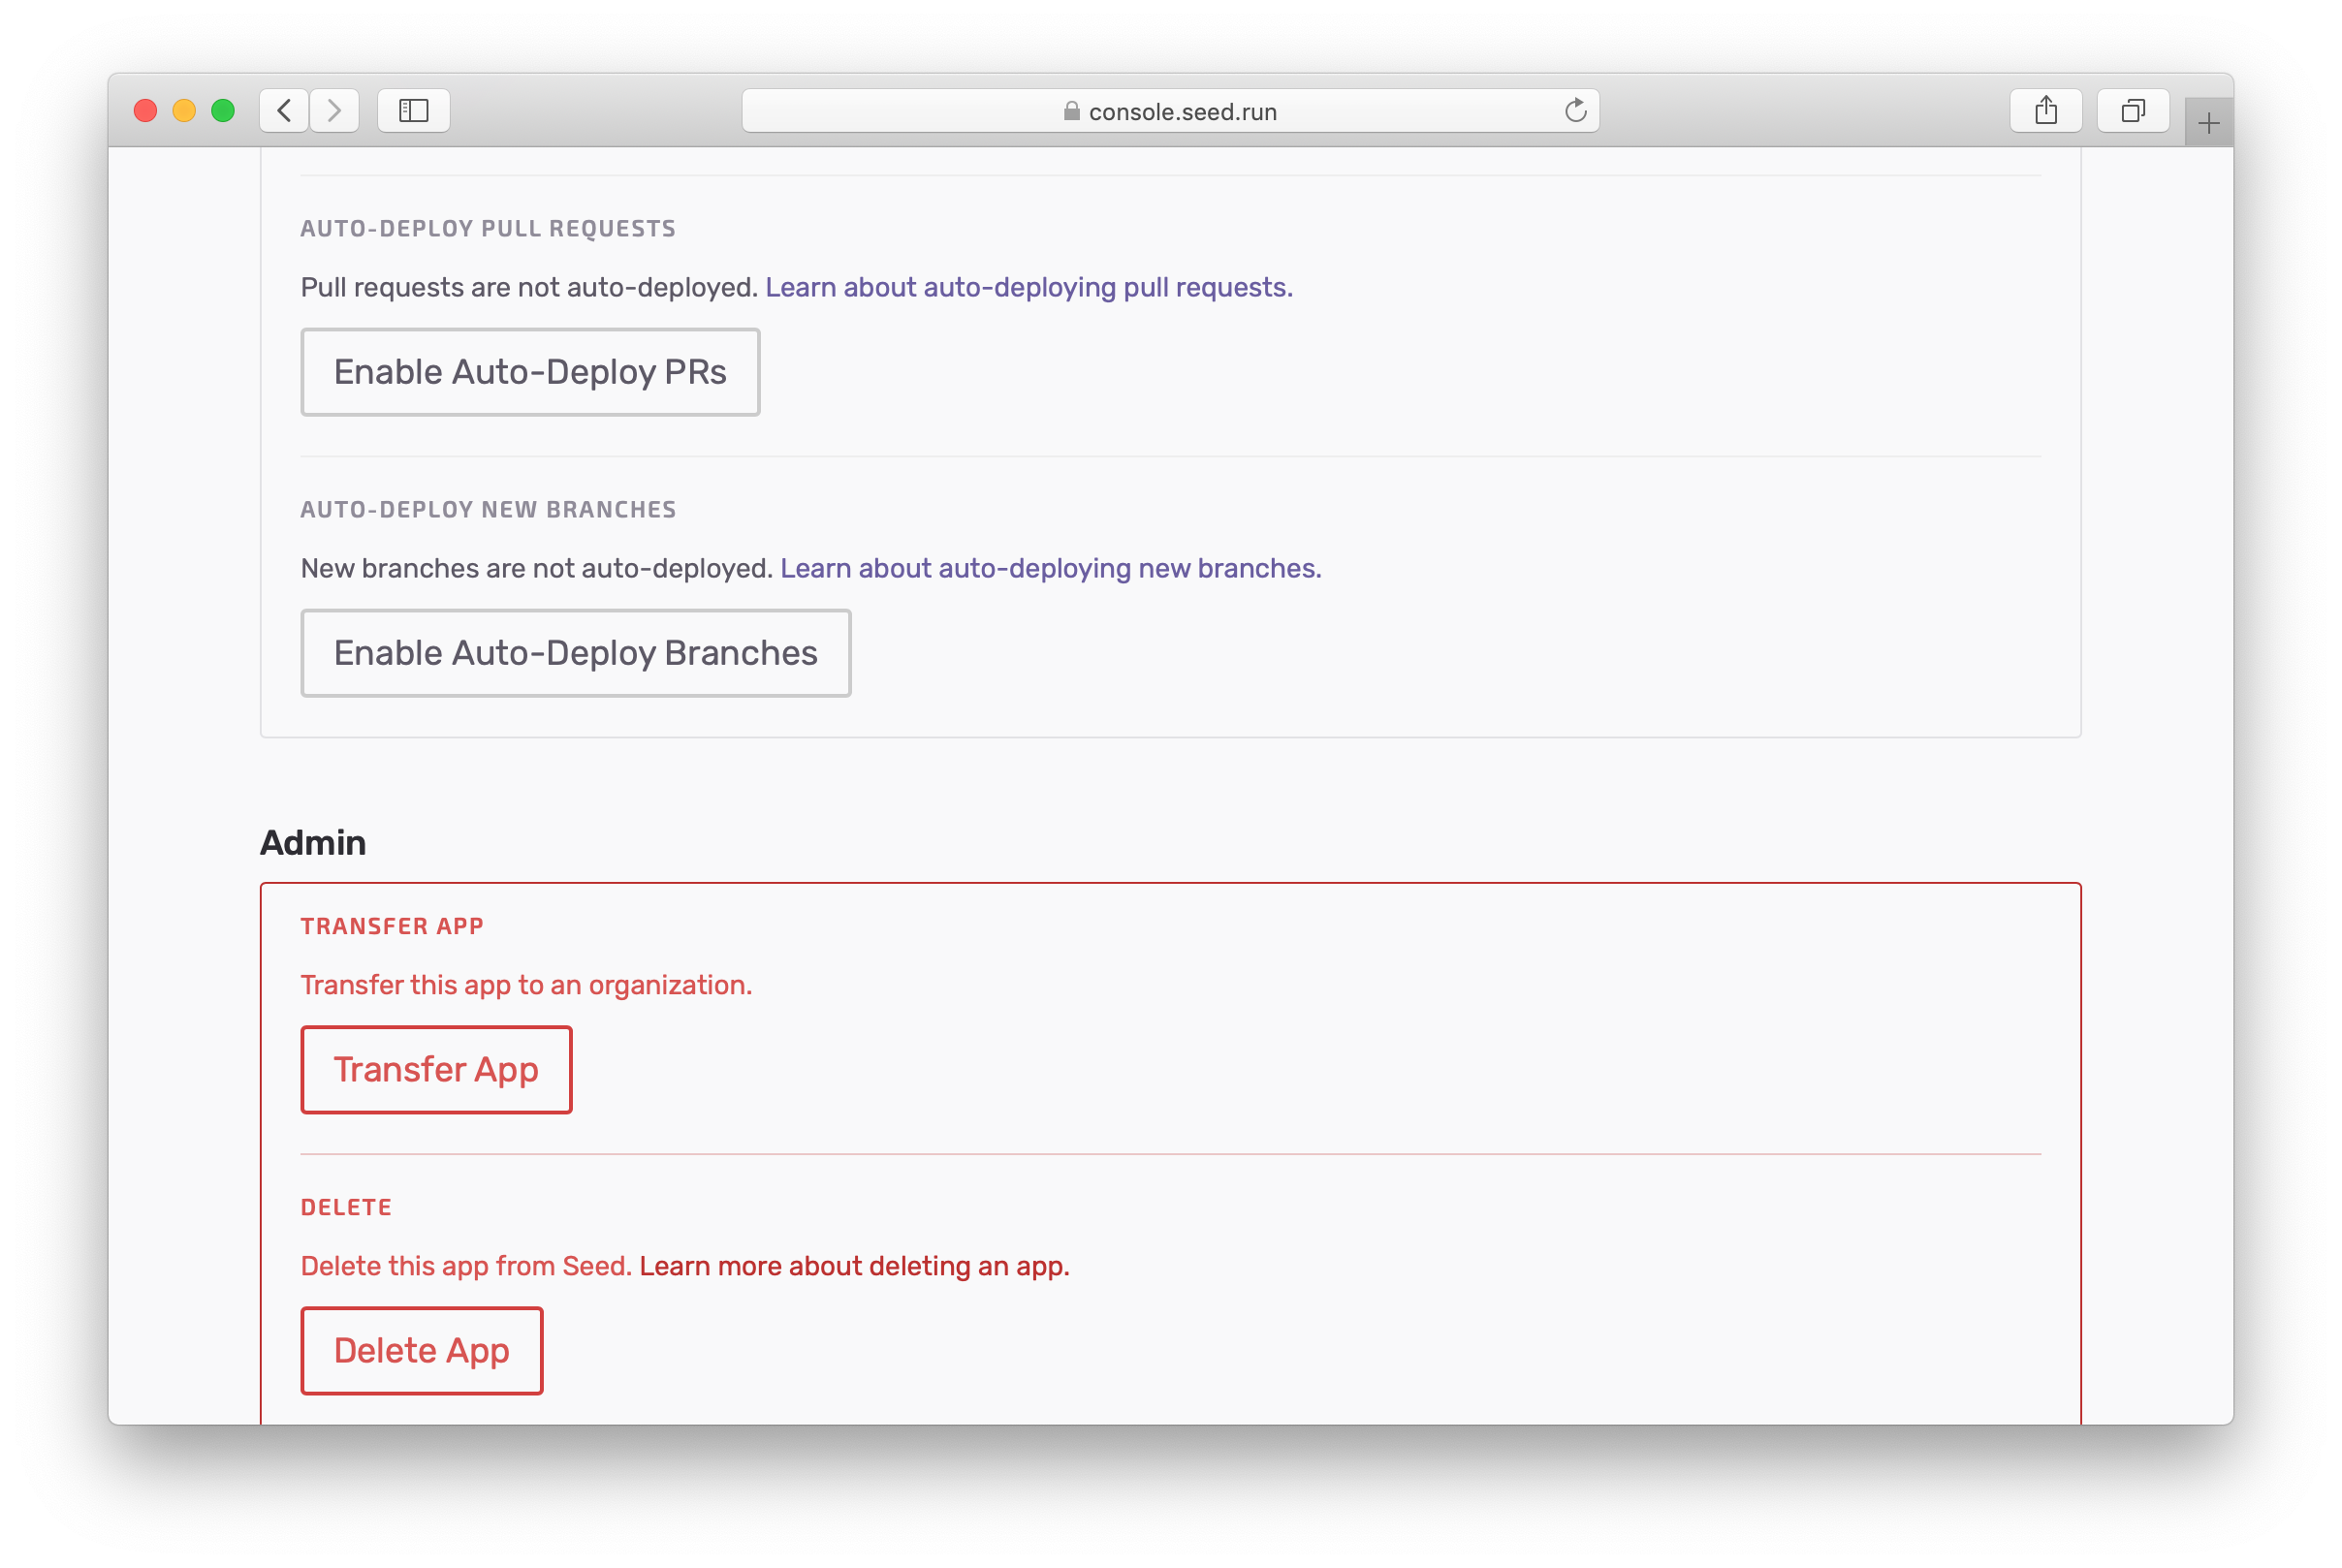 console.seed.run
AUTO-DEPLOY PULL REQUESTS
Pull requests are not auto-deployed. Learn about auto-deploying pull requests.
Enable Auto-Deploy PRs
AUTO-DEPLOY NEW BRANCHES
New branches are not auto-deployed. Learn about auto-deploying new branches.
Enable Auto-Deploy Branches
Admin
TRANSFER APP
Transfer this app to an organization.
Transfer App
DELETE
Delete this app from Seed. Learn more about deleting an app.
Delete App